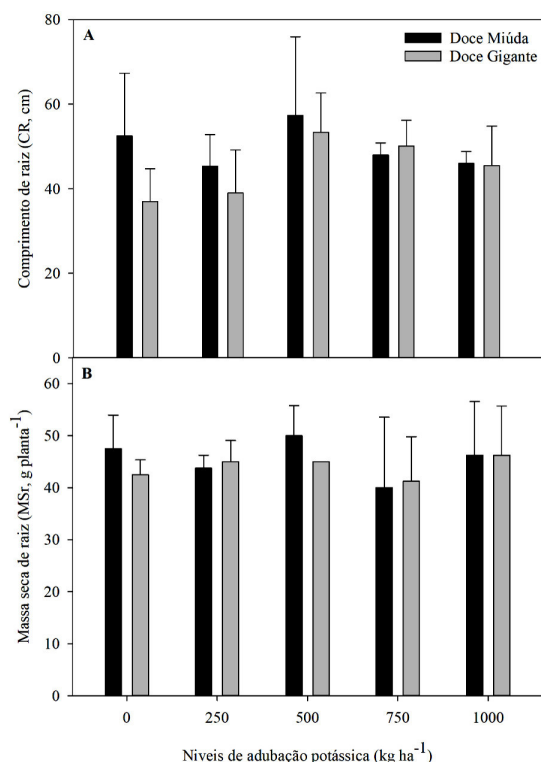 A
Doce Miúda
Doce Gigante
Comprimento de raiz (CR, cm)
80
60
40
20
0
B
Massa seca de raiz (MSr, g planta⁻¹)
60
50
40
30
20
10
0
0 250 500 750 1000
Niveis de adubação potássica (kg ha⁻¹)